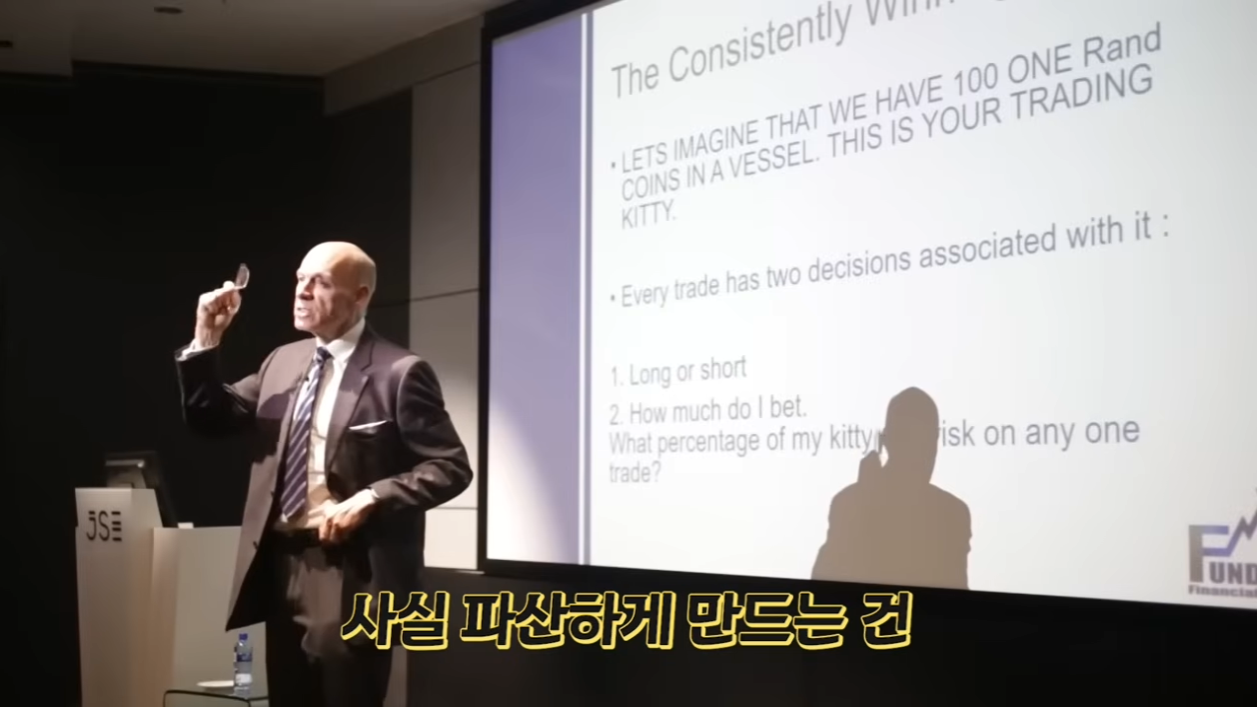 The Consistently
LETS IMAGINE THAT WE HAVE 100 ONE Rand
COINS IN A VESSEL. THIS IS YOUR TRADING
KITTY.
• Every trade has two decisions associated with it :
1. Long or short
2. How much do I bet.
What percentage of my kitty on any one
trade?
JSE
Financial
사실 파산하게 만드는 건